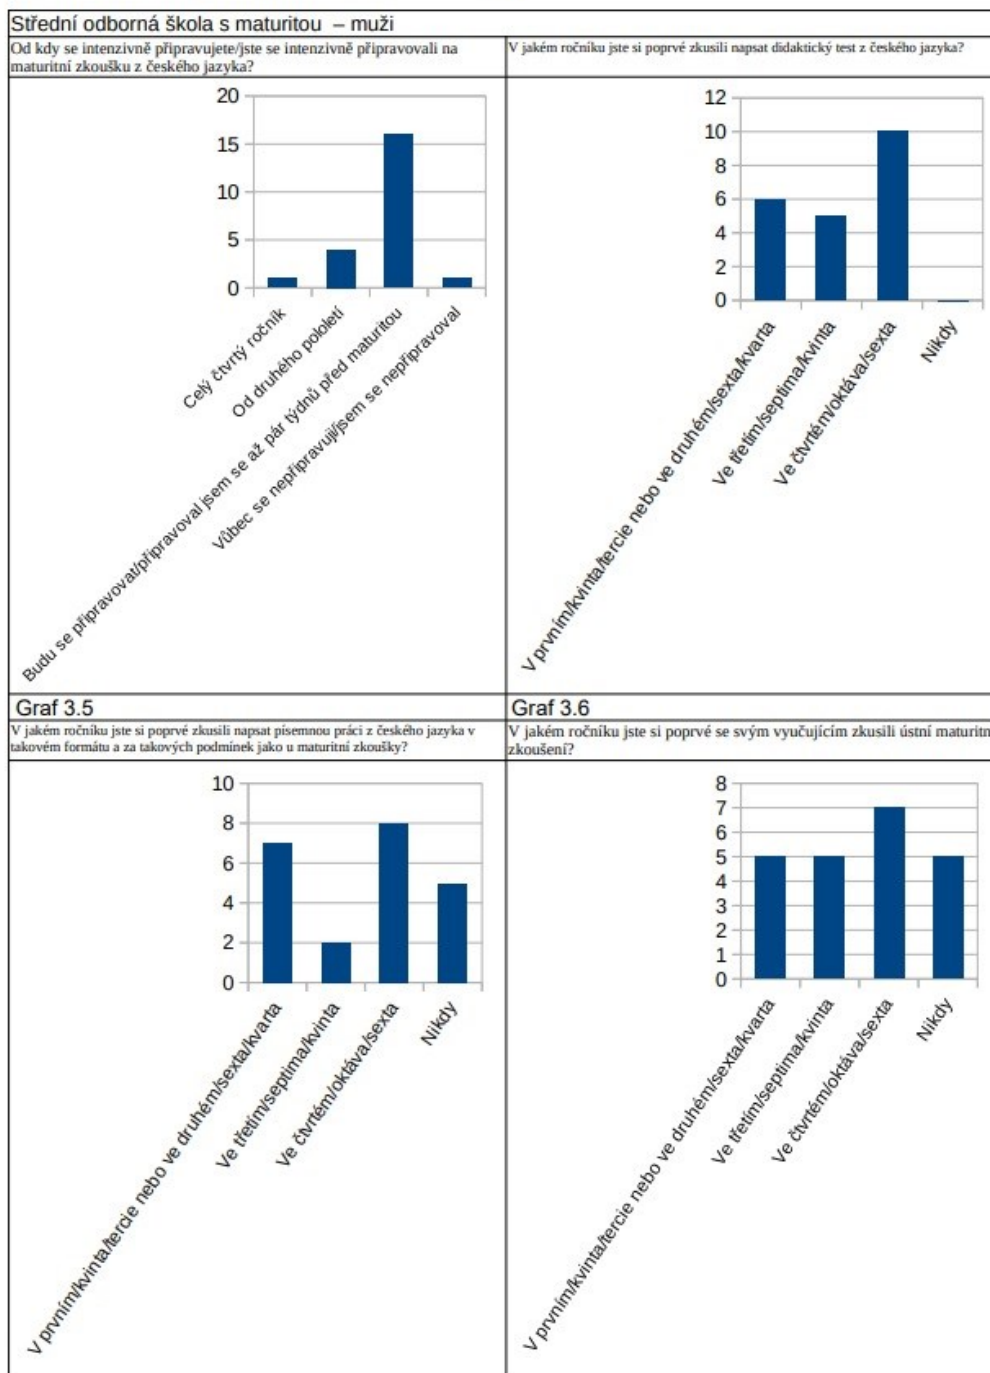 Střední odborná škola s maturitou – muži
Od kdy se intenzivně připravujete/jste se intenzivně připravovali na
maturitní zkoušku z českého jazyka?
20
15
10
5
0
Celý čtvrtý ročník
Od druhého pololetí
Budu se připravovat/připravoval jsem se až pár týdnů před maturitou
Vůbec se nepřipravuji/jsem se nepřipravoval
V jakém ročníku jste si poprvé zkusili napsat didaktický test z českého jazyka?
12
10
8
6
4
2
0
V prvním/kvinta/tercie nebo ve druhém/sexta/kvarta
Ve třetím/septima/kvinta
Ve čtvrtém/oktáva/sexta
Nikdy
Graf 3.5
V jakém ročníku jste si poprvé zkusili napsat písemnou práci z českého jazyka v
takovém formátu a za takových podmínek jako u maturitní zkoušky?
10
8
6
4
2
0
V prvním/kvinta/tercie nebo ve druhém/sexta/kvarta
Ve třetím/septima/kvinta
Ve čtvrtém/oktáva/sexta
Nikdy
Graf 3.6
V jakém ročníku jste si poprvé se svým vyučujícím zkusili ústní maturitn
zkoušení?
8
7
6
5
4
3
2
1
0
V prvním/kvinta/tercie nebo ve druhém/sexta/kvarta
Ve třetím/septima/kvinta
Ve čtvrtém/oktáva/sexta
Nikdy